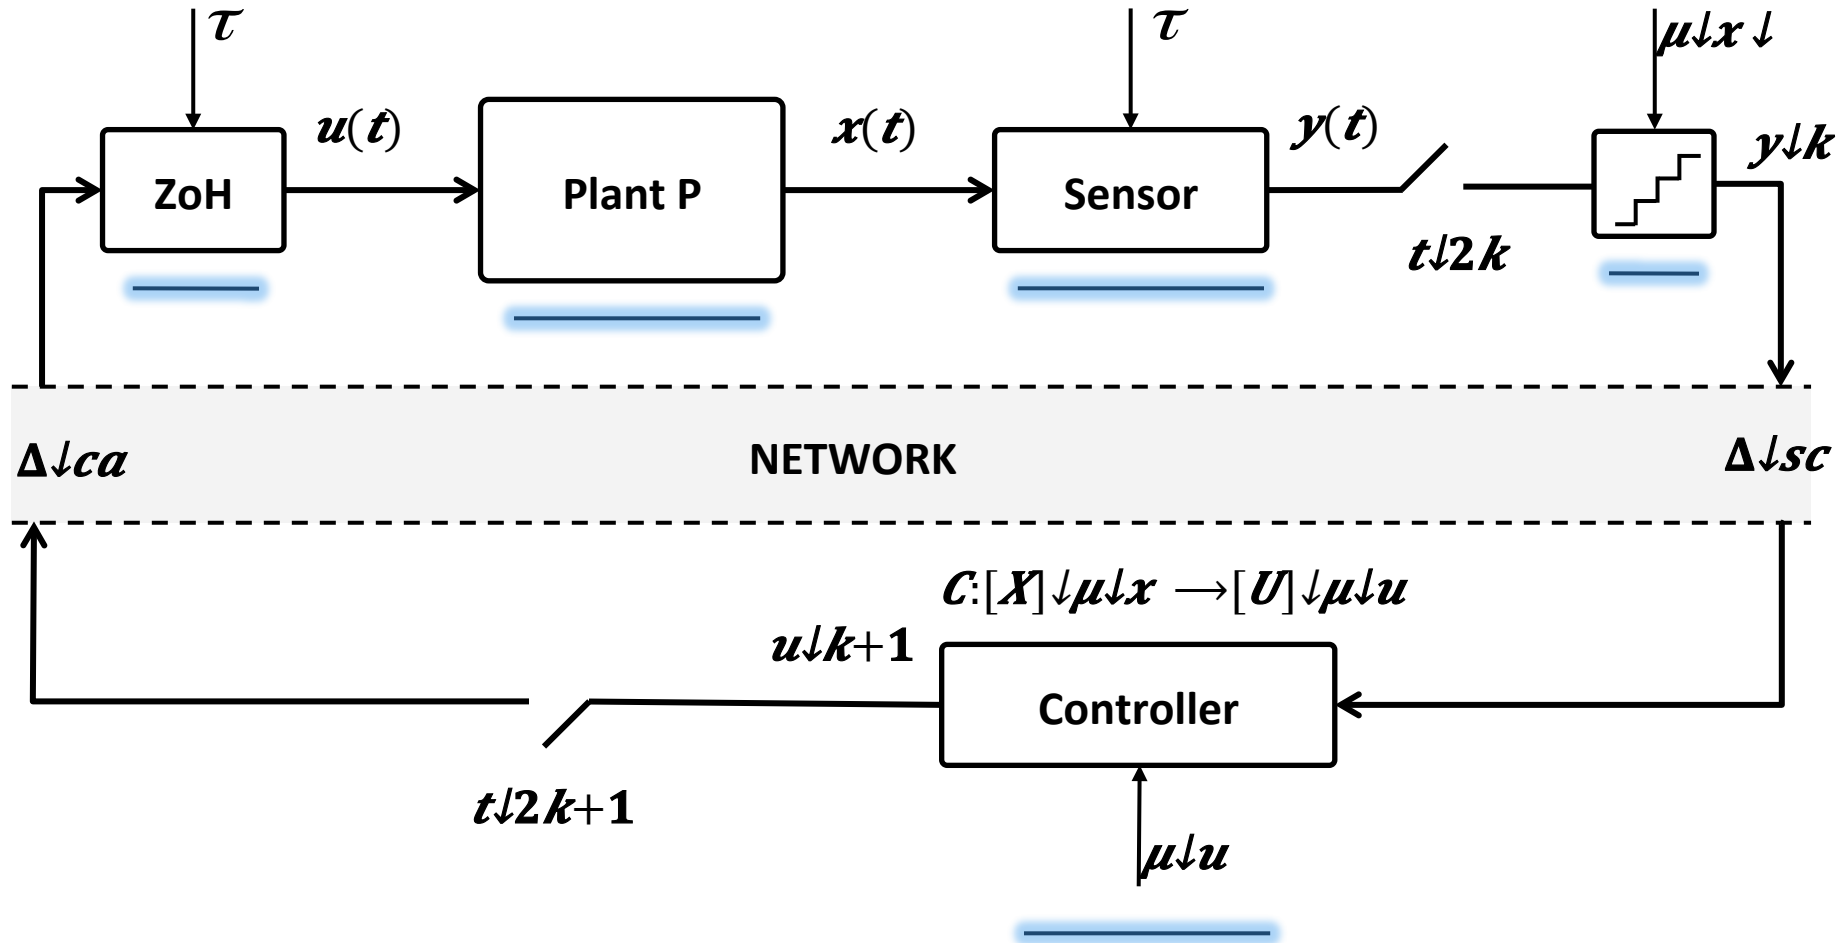 τ
τ
μ↓x ↓
u(t)
x(t)
y(t)
y↓k
ZoH
Plant P
Sensor
t↓2k
Δ↓ca
NETWORK
Δ↓sc
C:[X]↓μ↓x →[U]↓μ↓u
u↓k+1
Controller
t↓2k+1
μ↓u